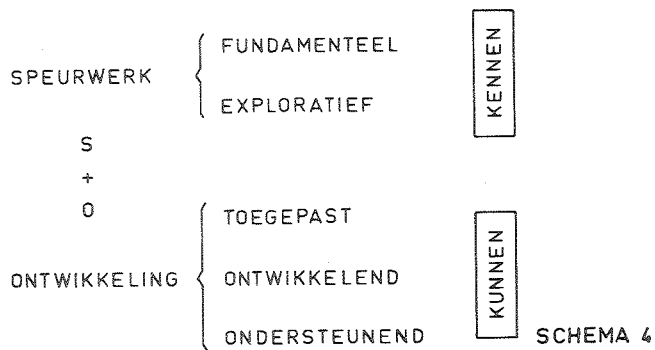 SPEURWERK
FUNDAMENTEEL
EXPLORATIEF
KENNEN
S
+
O
ONTWIKKELING
TOEGEPAST
ONTWIKKELEND
ONDERSTEUNEND
KUNNEN
SCHEMA 4